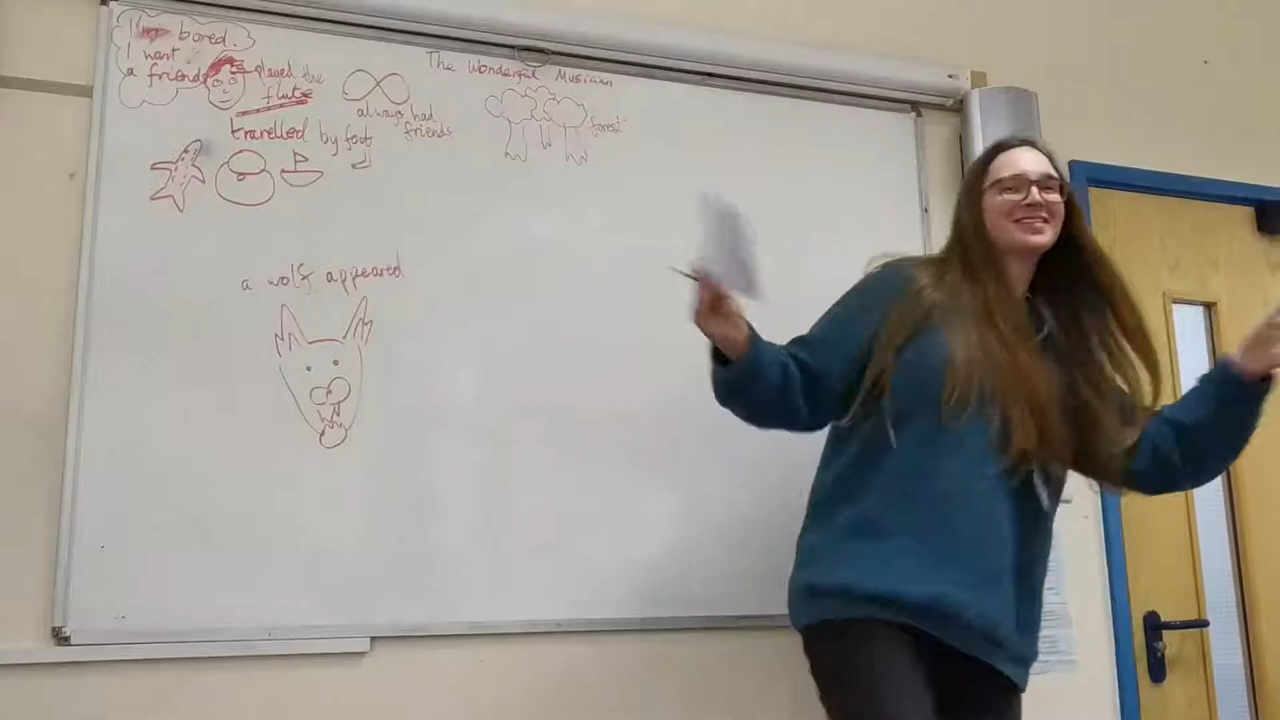 I'm bored.
I want
a friend
played the
flute
always had
friends
travelled by foot
The Wonderful Musician
forest
a wolf appeared